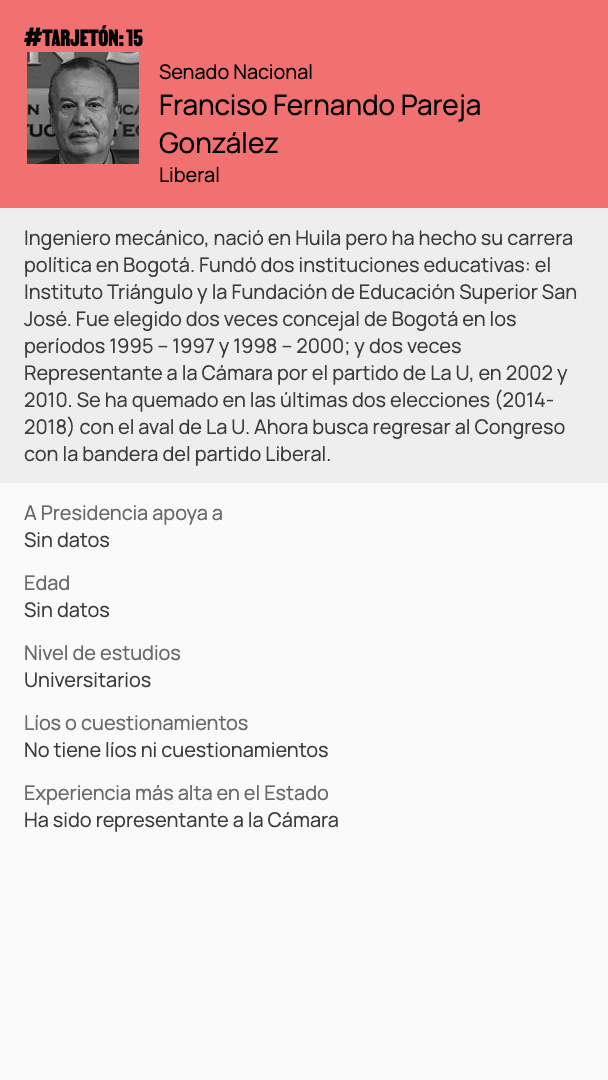 #TARJETÓN: 15
Senado Nacional
Franciso Fernando Pareja
González
Liberal
Ingeniero mecánico, nació en Huila pero ha hecho su carrera
política en Bogotá. Fundó dos instituciones educativas: el
Instituto Triángulo y la Fundación de Educación Superior San
José. Fue elegido dos veces concejal de Bogotá en los
períodos 1995 – 1997 y 1998 – 2000; y dos veces
Representante a la Cámara por el partido de La U, en 2002 y
2010. Se ha quemado en las últimas dos elecciones (2014-
2018) con el aval de La U. Ahora busca regresar al Congreso
con la bandera del partido Liberal.
A Presidencia apoya a
Sin datos
Edad
Sin datos
Nivel de estudios
Universitarios
Líos o cuestionamientos
No tiene líos ni cuestionamientos
Experiencia más alta en el Estado
Ha sido representante a la Cámara